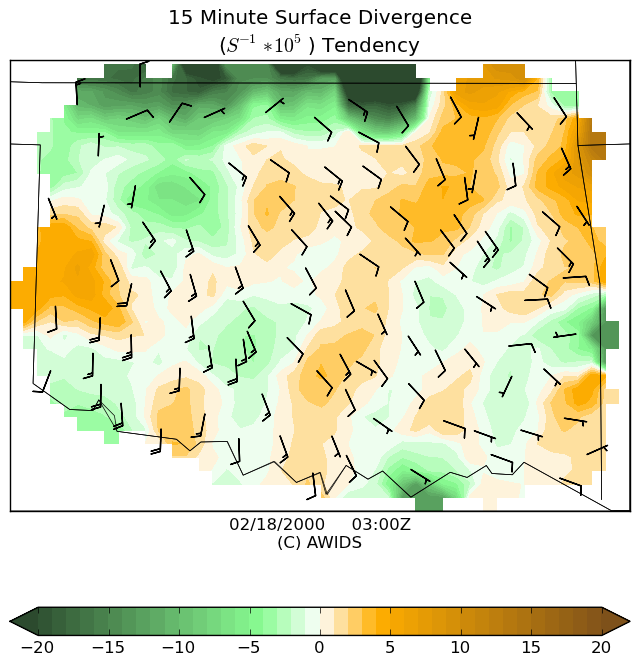 15 Minute Surface Divergence
(S⁻¹ * 10⁵ ) Tendency
02/18/2000 03:00Z
(C) AWIDS
−20 −15 −10 −5 0 5 10 15 20